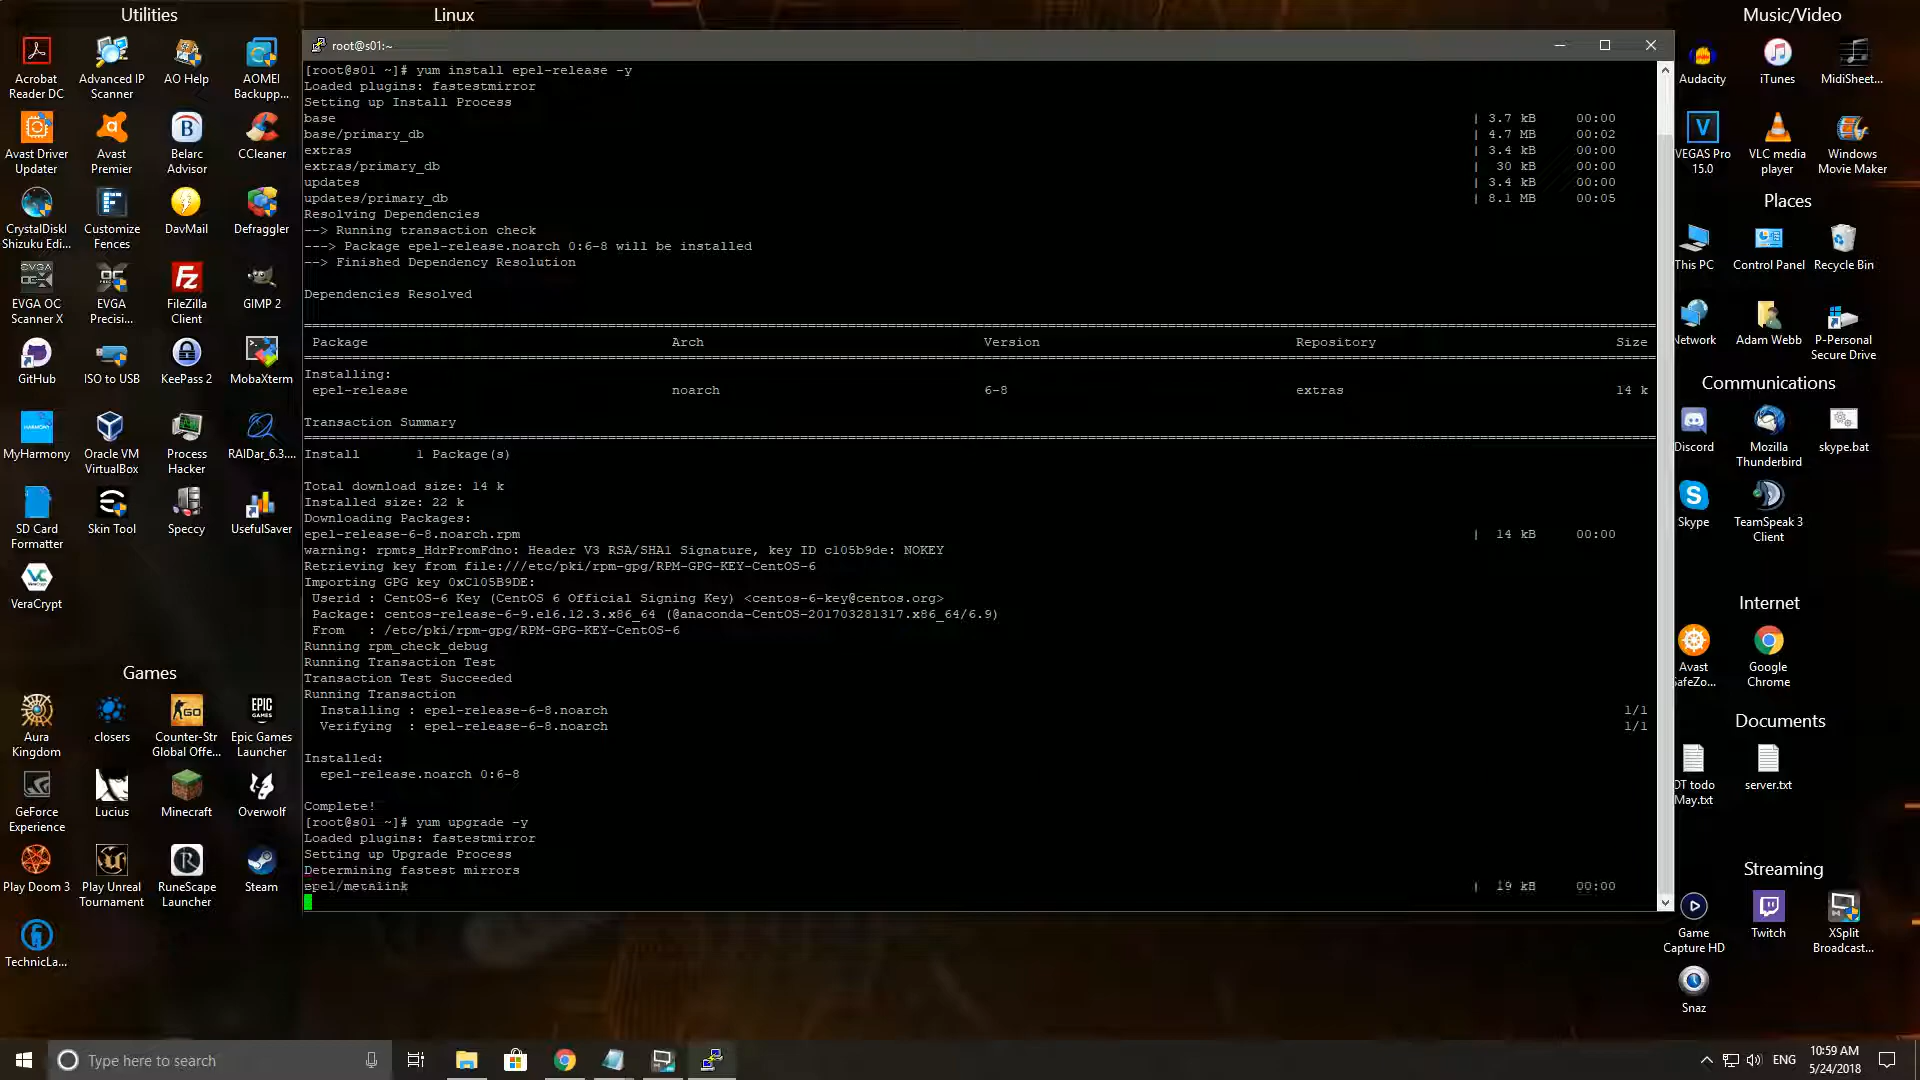 Utilities
Acrobat
Reader DC
Advanced IP
Scanner
AO Help
AOMEI
Backupp...
Avast Driver
Updater
Avast
Premier
Belarc
Advisor
CCleaner
CrystalDiskI
Shizuku Edi...
Customize
Fences
DavMail
Defraggler
EVGA OC
Scanner X
EVGA
Precisi...
FileZilla
Client
GIMP 2
GitHub
ISO to USB
KeePass 2
MobaXterm
MyHarmony
Oracle VM
VirtualBox
Process
Hacker
RAIDar_6.3....
SD Card
Formatter
Skin Tool
Speccy
UsefulSaver
VeraCrypt
Games
Aura
Kingdom
closers
Counter-Str
Global Offe...
Epic Games
Launcher
GeForce
Experience
Lucius
Minecraft
Overwolf
Play Doom 3
Play Unreal
Tournament
RuneScape
Launcher
Steam
TechnicLa...
Linux
root@s01:~
[root@s01 ~]# yum install epel-release -y
Loaded plugins: fastestmirror
Setting up Install Process
base | 3.7 kB 00:00
base/primary_db | 4.7 MB 00:02
extras | 3.4 kB 00:00
extras/primary_db | 30 kB 00:00
updates | 3.4 kB 00:00
updates/primary_db | 8.1 MB 00:05
Resolving Dependencies
--> Running transaction check
---> Package epel-release.noarch 0:6-8 will be installed
--> Finished Dependency Resolution
Dependencies Resolved
Package Arch Version Repository Size
Installing:
epel-release noarch 6-8 extras 14 k
Transaction Summary
Install 1 Package(s)
Total download size: 14 k
Installed size: 22 k
Downloading Packages:
epel-release-6-8.noarch.rpm | 14 kB 00:00
warning: rpmts_HdrFromFdno: Header V3 RSA/SHA1 Signature, key ID c105b9de: NOKEY
Retrieving key from file:///etc/pki/rpm-gpg/RPM-GPG-KEY-CentOS-6
Importing GPG key 0xC105B9DE:
Userid : CentOS-6 Key (CentOS 6 Official Signing Key) <centos-6-key@centos.org>
Package: centos-release-6-9.el6.12.3.x86_64 (@anaconda-CentOS-201703281317.x86_64/6.9)
From : /etc/pki/rpm-gpg/RPM-GPG-KEY-CentOS-6
Running rpm_check_debug
Running Transaction Test
Transaction Test Succeeded
Running Transaction
Installing : epel-release-6-8.noarch 1/1
Verifying : epel-release-6-8.noarch 1/1
Installed:
epel-release.noarch 0:6-8
Complete!
[root@s01 ~]# yum upgrade -y
Loaded plugins: fastestmirror
Setting up Upgrade Process
Determining fastest mirrors
epel/metalink | 19 kB 00:00
Music/Video
Audacity
iTunes
MidiSheet...
VEGAS Pro
15.0
VLC media
player
Windows
Movie Maker
Places
This PC
Control Panel
Recycle Bin
Network
Adam Webb
P-Personal
Secure Drive
Communications
Discord
Mozilla
Thunderbird
skype.bat
Skype
TeamSpeak 3
Client
Internet
Avast
SafeZo...
Google
Chrome
Documents
OT todo
May.txt
server.txt
Streaming
Game
Capture HD
Twitch
XSplit
Broadcast...
Snaz
Type here to search
ENG
10:59 AM
5/24/2018